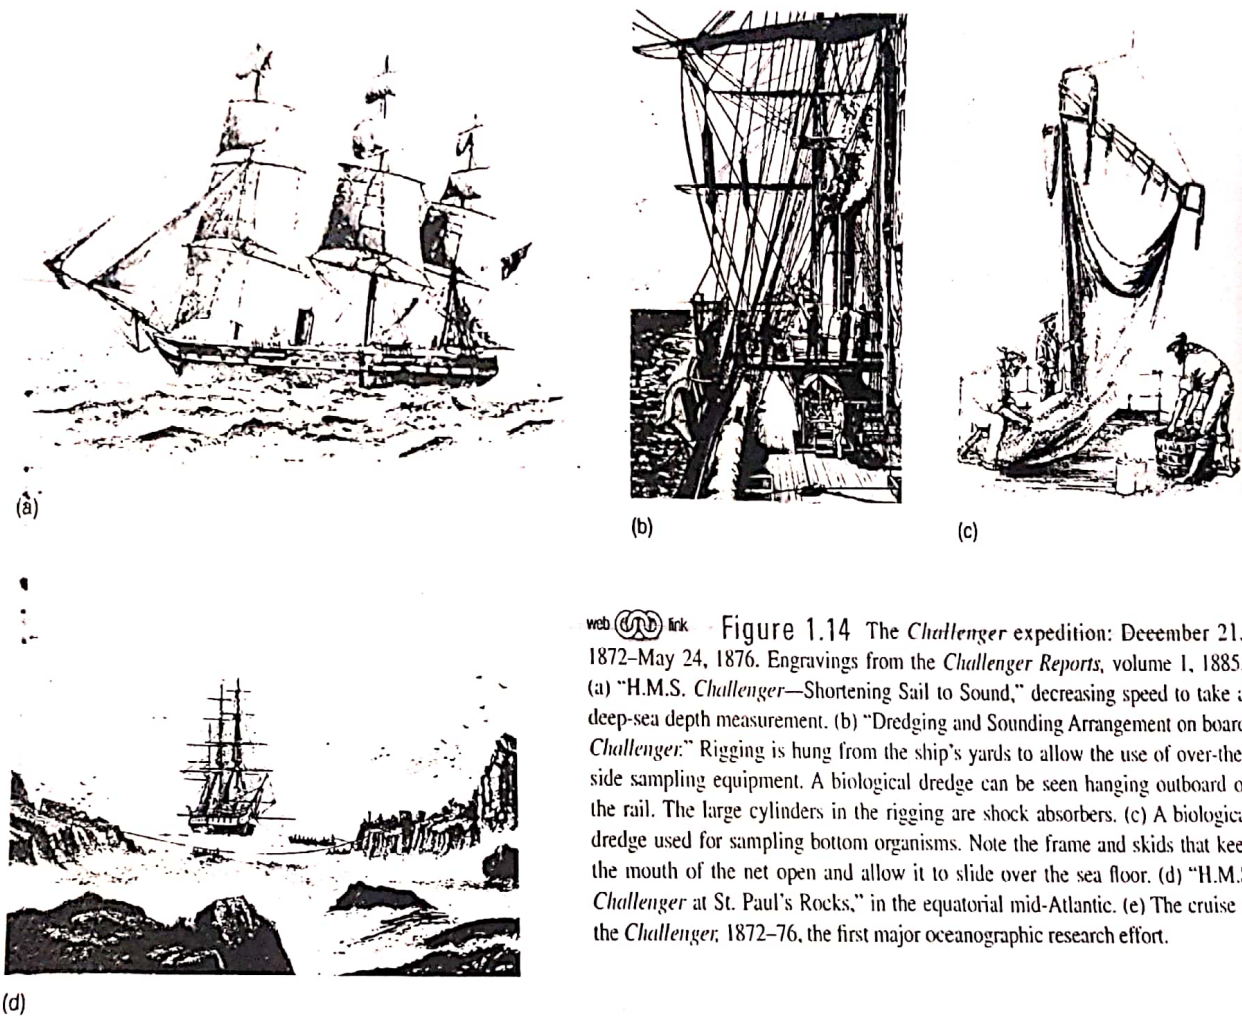 (a)
(b)
(c)
(d)
web link Figure 1.14 The Challenger expedition: December 21,
1872–May 24, 1876. Engravings from the Challenger Reports, volume 1, 1885.
(a) "H.M.S. Challenger—Shortening Sail to Sound," decreasing speed to take a
deep-sea depth measurement. (b) "Dredging and Sounding Arrangement on board
Challenger." Rigging is hung from the ship's yards to allow the use of over-the-
side sampling equipment. A biological dredge can be seen hanging outboard o
the rail. The large cylinders in the rigging are shock absorbers. (c) A biologica
dredge used for sampling bottom organisms. Note the frame and skids that kee
the mouth of the net open and allow it to slide over the sea floor. (d) "H.M.S
Challenger at St. Paul's Rocks," in the equatorial mid-Atlantic. (e) The cruise
the Challenger, 1872–76, the first major oceanographic research effort.